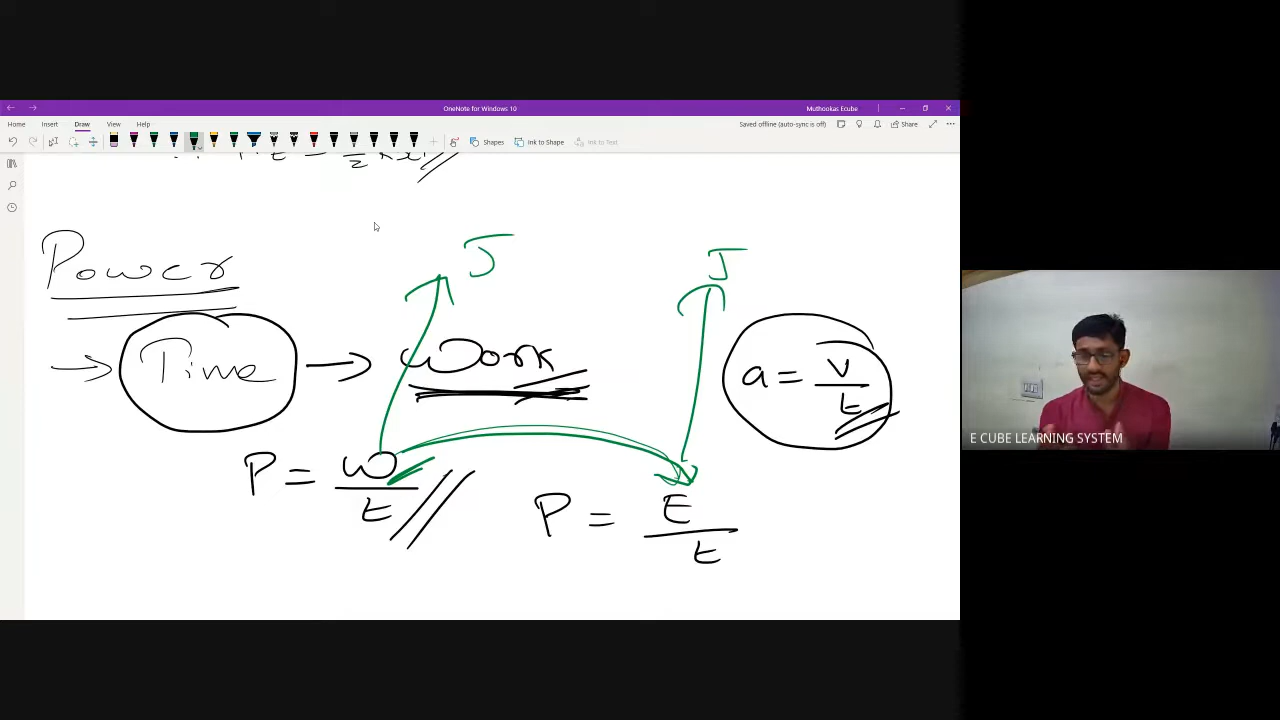 OneNote for Windows 10
Muthookas Ecube
Home Insert Draw View Help
Saved offline (auto-sync is off)
Share
Shapes
Ink to Shape
Ink to Text
Power
J
J
→ Time → Work
a = v/t
P = w/t
P = E/t
E CUBE LEARNING SYSTEM